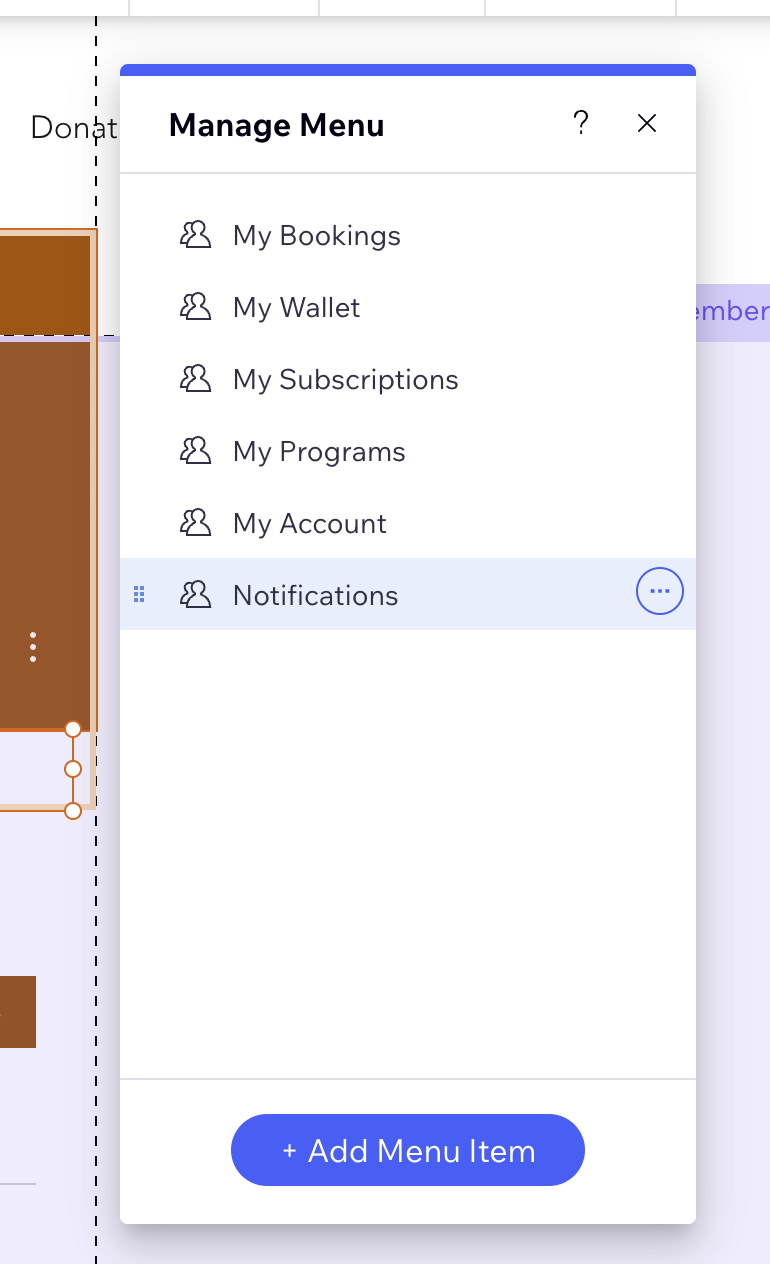 Donat
Manage Menu ?
My Bookings
My Wallet
ember
My Subscriptions
My Programs
My Account
Notifications
+ Add Menu Item